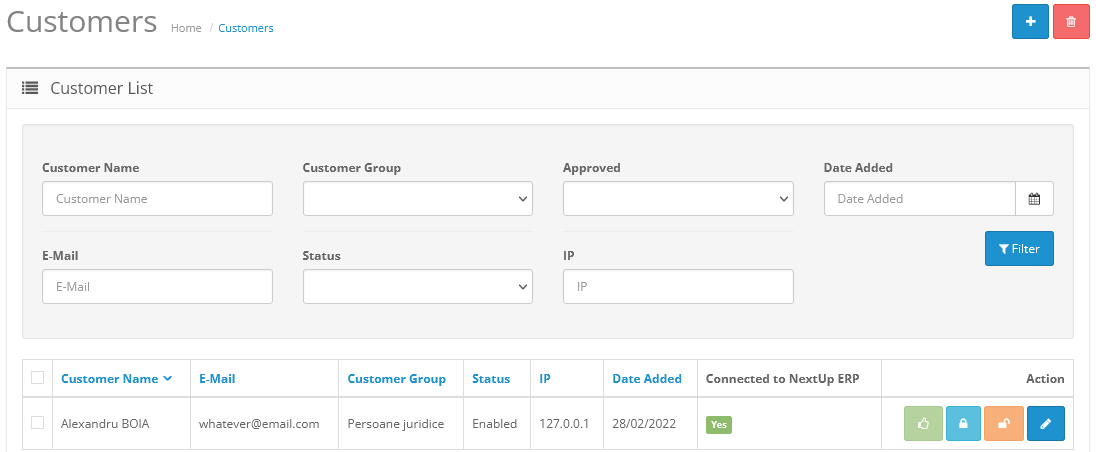 Customers Home / Customers
Customer List
Customer Name Customer Group Approved Date Added
Customer Name Date Added
Filter
E-Mail Status IP
E-Mail IP
Customer Name E-Mail Customer Group Status IP Date Added Connected to NextUp ERP Action
Alexandru BOIA whatever@email.com Persoane juridice Enabled 127.0.0.1 28/02/2022 Yes